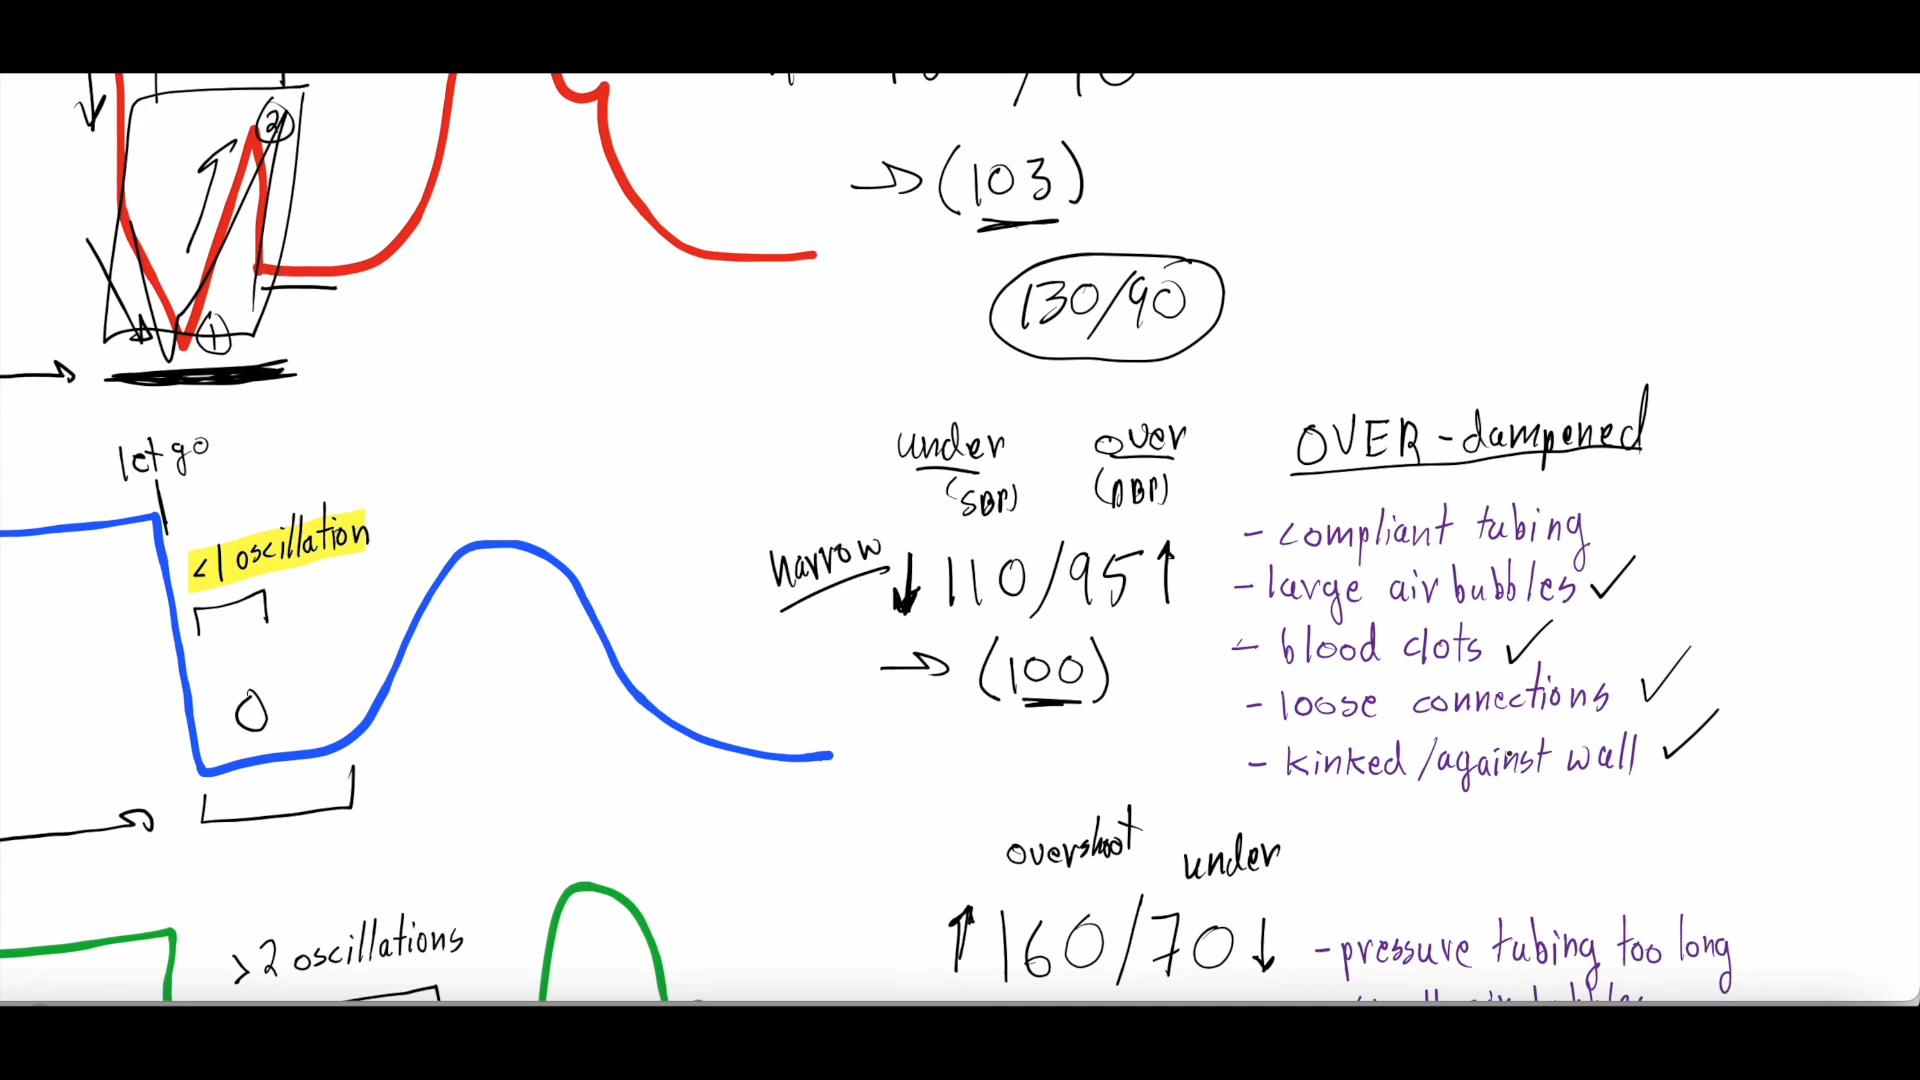 2
→ (103)
1
130/90
let go
<1 oscillation
0
under over OVER-dampened
(SBP) (DBP)
narrow ↓ 110/95 ↑
→ (100)
- compliant tubing
- large air bubbles ✓
- blood clots ✓
- loose connections ✓
- kinked/against wall ✓
overshoot under
↑ 160/70 ↓
>2 oscillations
- pressure tubing too long